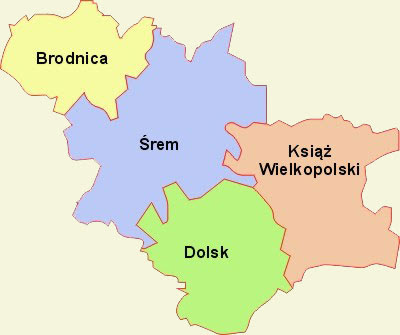 Brodnica
Śrem
Książ
Wielkopolski
Dolsk